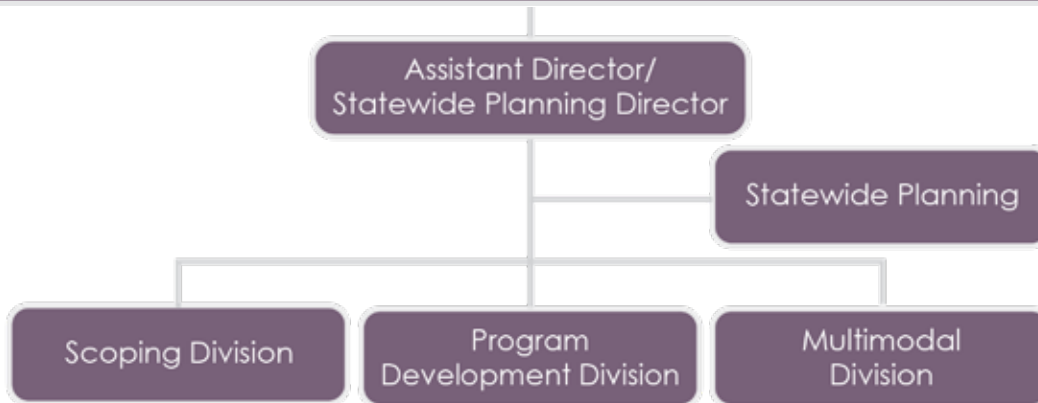 Assistant Director/
Statewide Planning Director
Statewide Planning
Scoping Division
Program
Development Division
Multimodal
Division